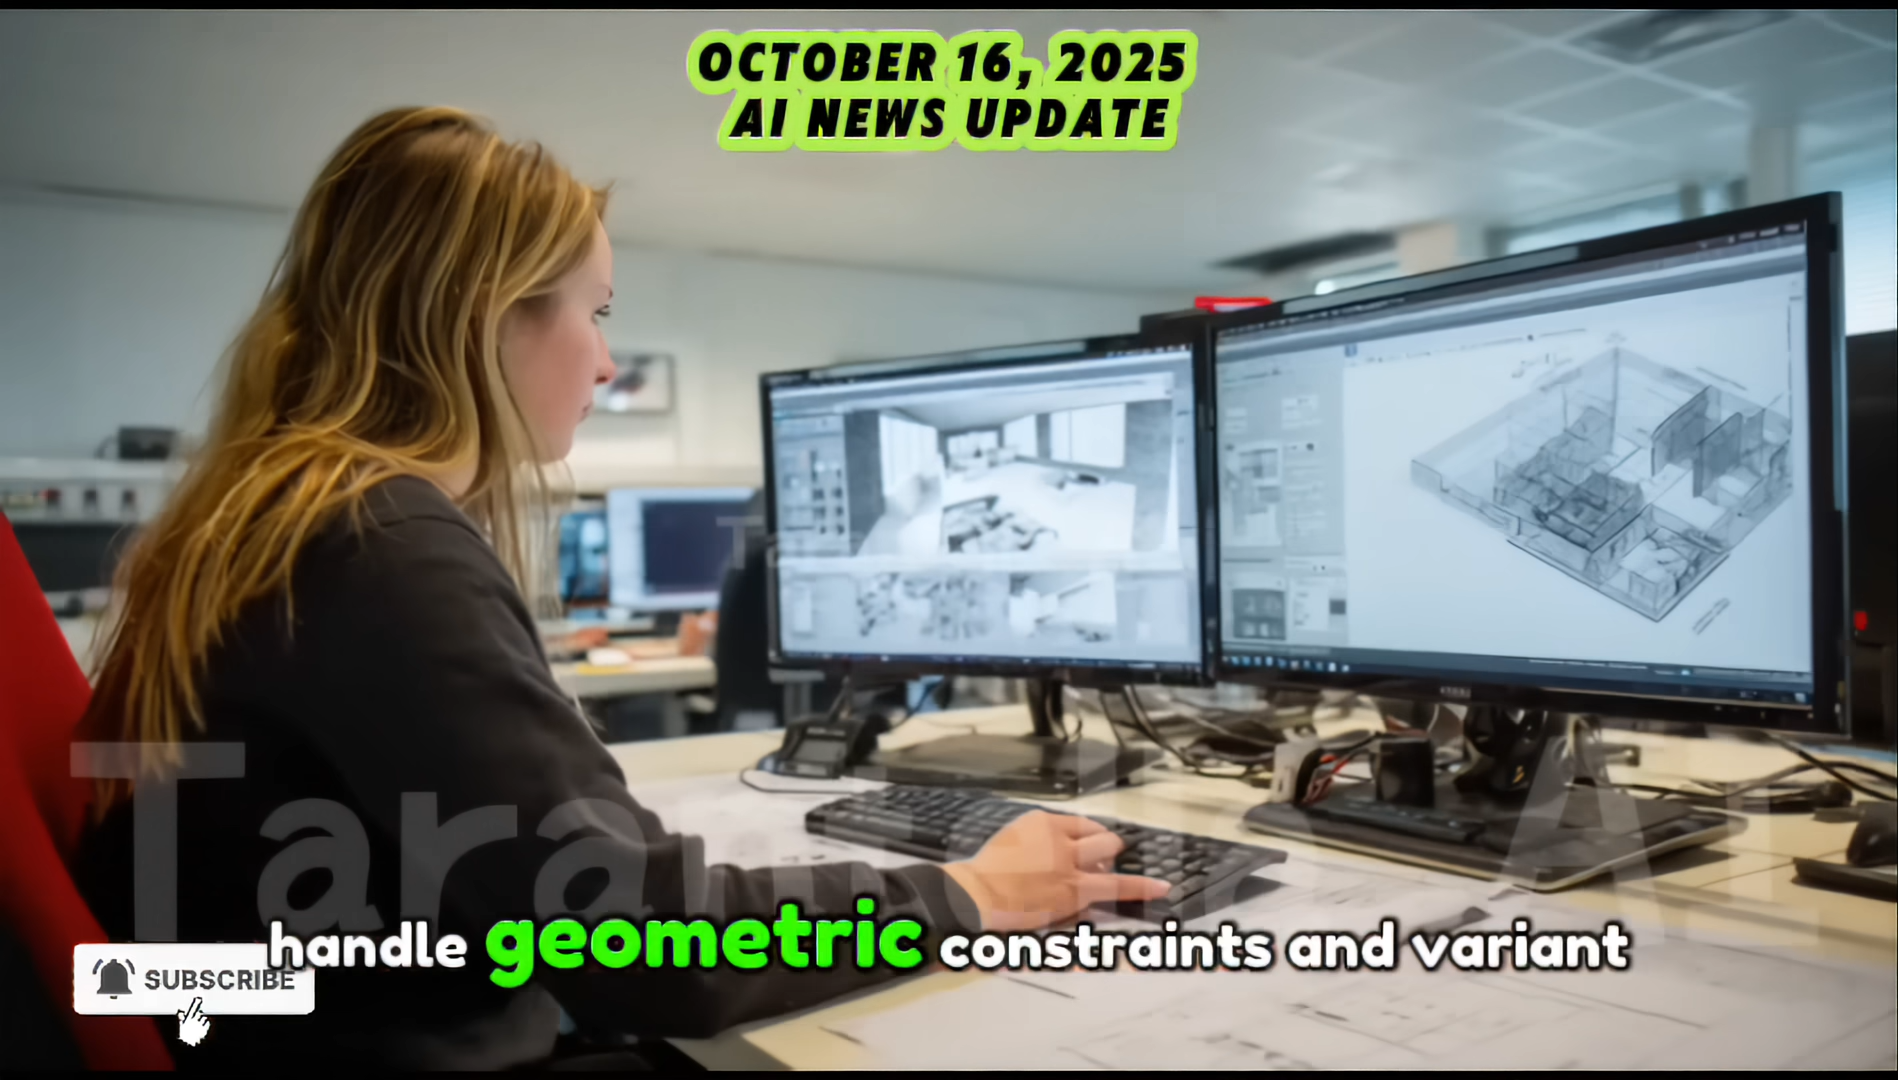 OCTOBER 16, 2025
AI NEWS UPDATE
handle geometric constraints and variant
SUBSCRIBE